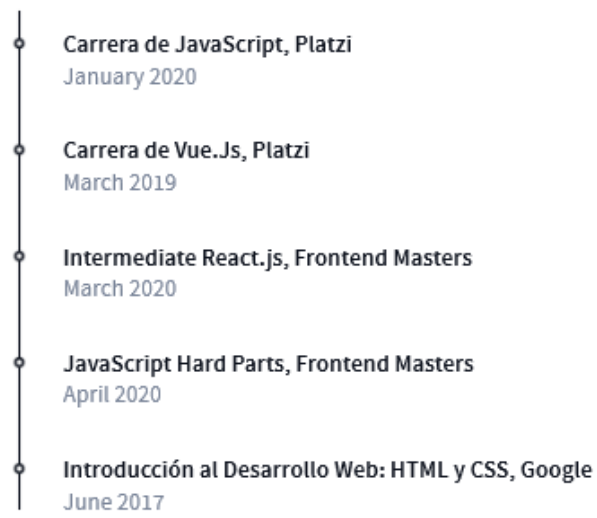 Carrera de JavaScript, Platzi
January 2020
Carrera de Vue.Js, Platzi
March 2019
Intermediate React.js, Frontend Masters
March 2020
JavaScript Hard Parts, Frontend Masters
April 2020
Introducción al Desarrollo Web: HTML y CSS, Google
June 2017